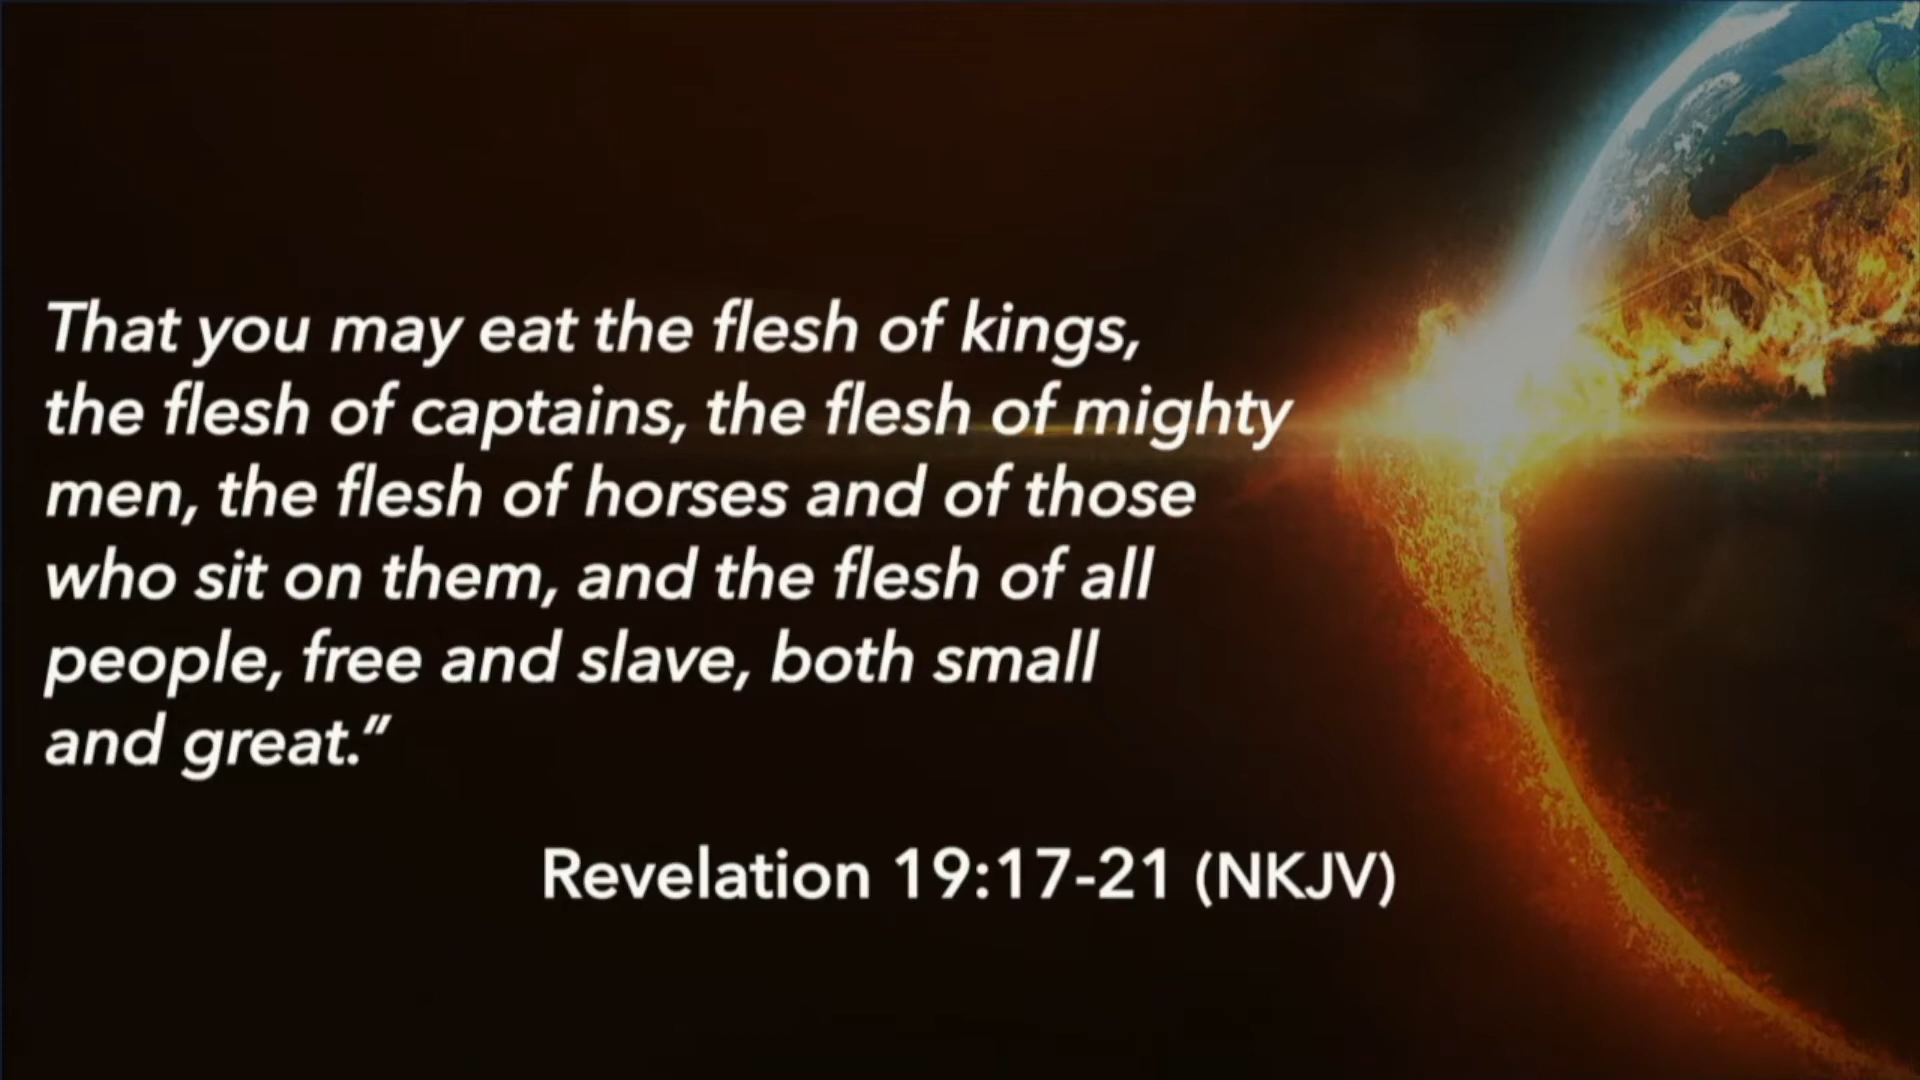 That you may eat the flesh of kings,
the flesh of captains, the flesh of mighty
men, the flesh of horses and of those
who sit on them, and the flesh of all
people, free and slave, both small
and great.”
Revelation 19:17-21 (NKJV)